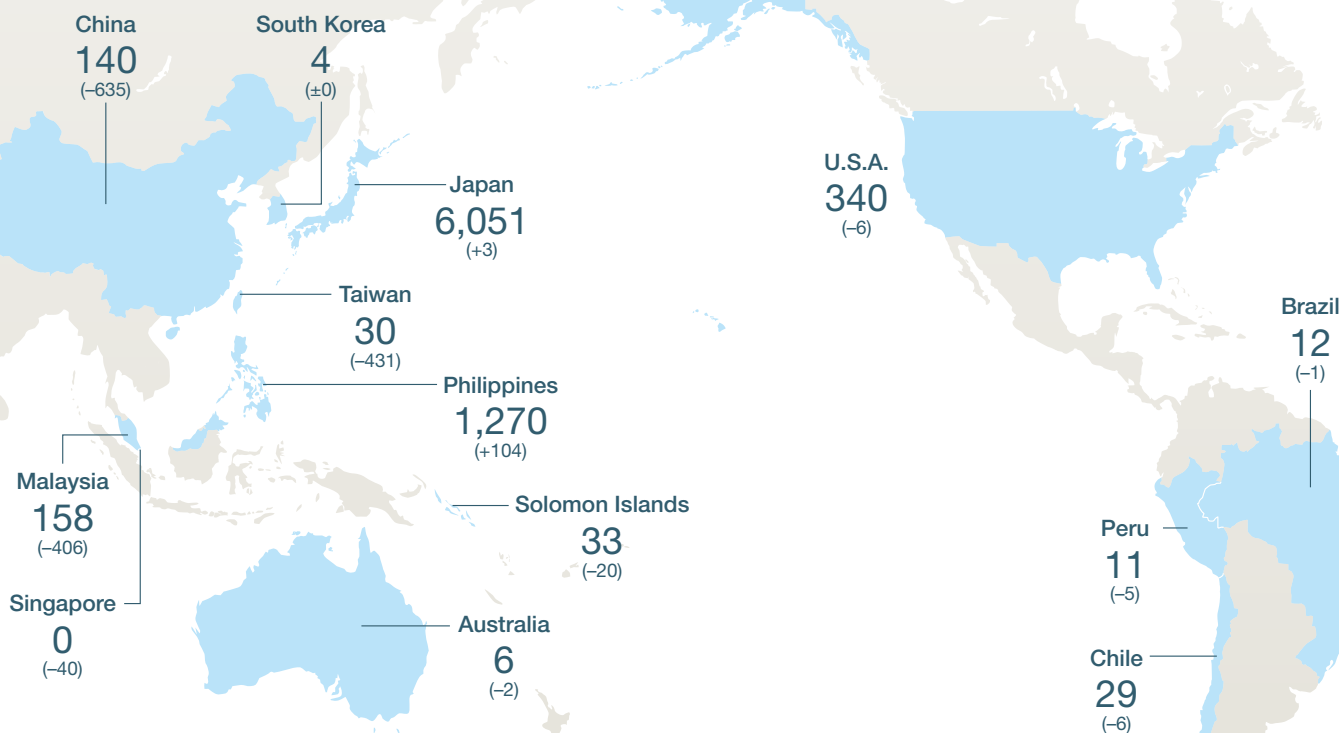 China
140
(–635)
South Korea
4
(±0)
Japan
6,051
(+3)
U.S.A.
340
(–6)
Taiwan
30
(–431)
Brazil
12
(–1)
Philippines
1,270
(+104)
Malaysia
158
(–406)
Solomon Islands
33
(–20)
Peru
11
(–5)
Singapore
0
(–40)
Australia
6
(–2)
Chile
29
(–6)